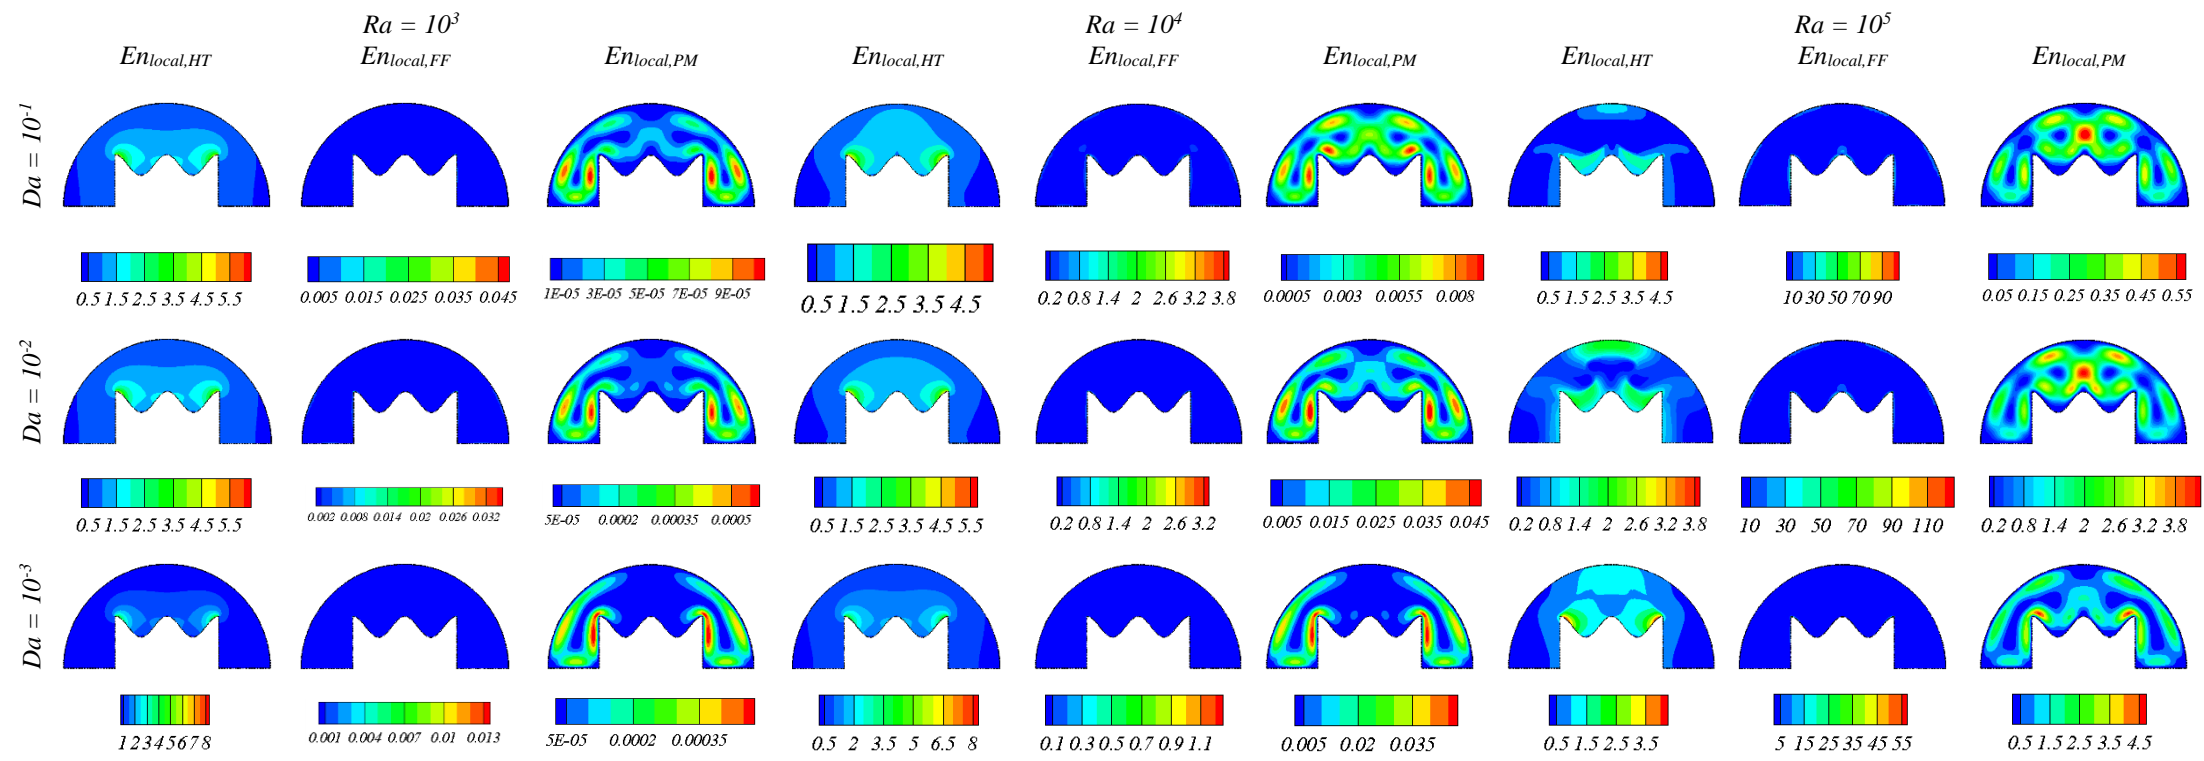 Ra = 10³ Ra = 10⁴ Ra = 10⁵
Enlocal,HT Enlocal,FF Enlocal,PM Enlocal,HT Enlocal,FF Enlocal,PM Enlocal,HT Enlocal,FF Enlocal,PM
Da = 10⁻¹
0.5 1.5 2.5 3.5 4.5 5.5 0.005 0.015 0.025 0.035 0.045 1E-05 3E-05 5E-05 7E-05 9E-05 0.5 1.5 2.5 3.5 4.5 0.2 0.8 1.4 2 2.6 3.2 3.8 0.0005 0.003 0.0055 0.008 0.5 1.5 2.5 3.5 4.5 10 30 50 70 90 0.05 0.15 0.25 0.35 0.45 0.55
Da = 10⁻²
0.5 1.5 2.5 3.5 4.5 5.5 0.002 0.008 0.014 0.02 0.026 0.032 5E-05 0.0002 0.00035 0.0005 0.5 1.5 2.5 3.5 4.5 5.5 0.2 0.8 1.4 2 2.6 3.2 0.005 0.015 0.025 0.035 0.045 0.2 0.8 1.4 2 2.6 3.2 3.8 10 30 50 70 90 110 0.2 0.8 1.4 2 2.6 3.2 3.8
Da = 10⁻³
1 2 3 4 5 6 7 8 0.001 0.004 0.007 0.01 0.013 5E-05 0.0002 0.00035 0.5 2 3.5 5 6.5 8 0.1 0.3 0.5 0.7 0.9 1.1 0.005 0.02 0.035 0.5 1.5 2.5 3.5 5 15 25 35 45 55 0.5 1.5 2.5 3.5 4.5